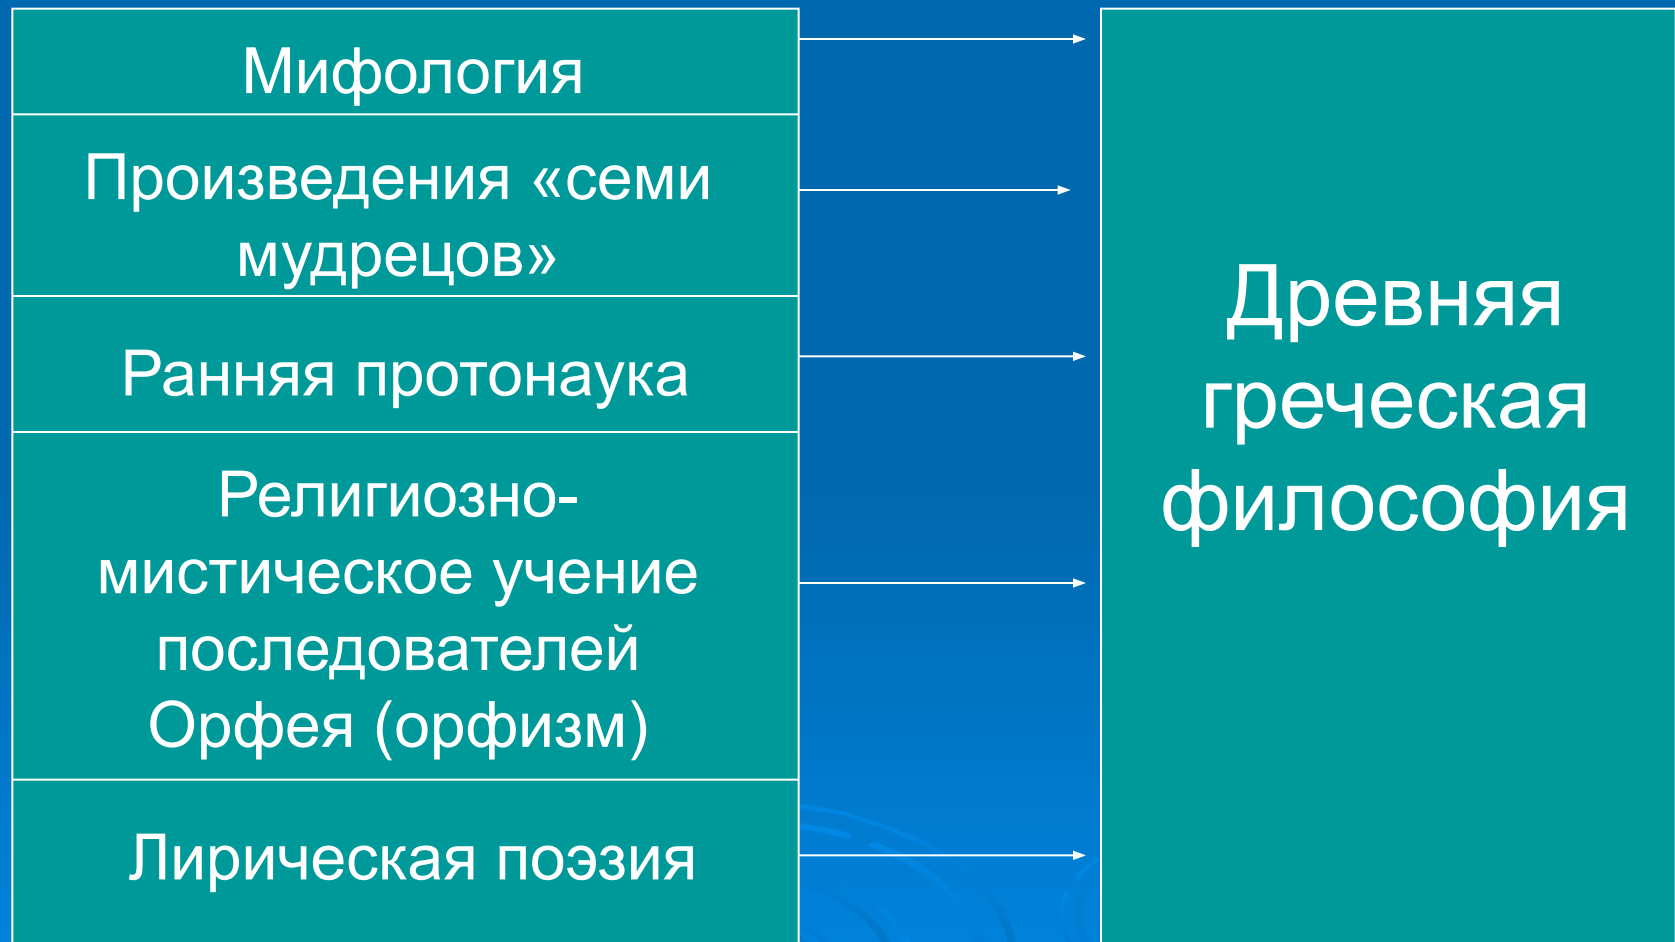 Мифология
Произведения «семи
мудрецов»
Ранняя протонаука
Религиозно-
мистическое учение
последователей
Орфея (орфизм)
Лирическая поэзия
Древняя
греческая
философия